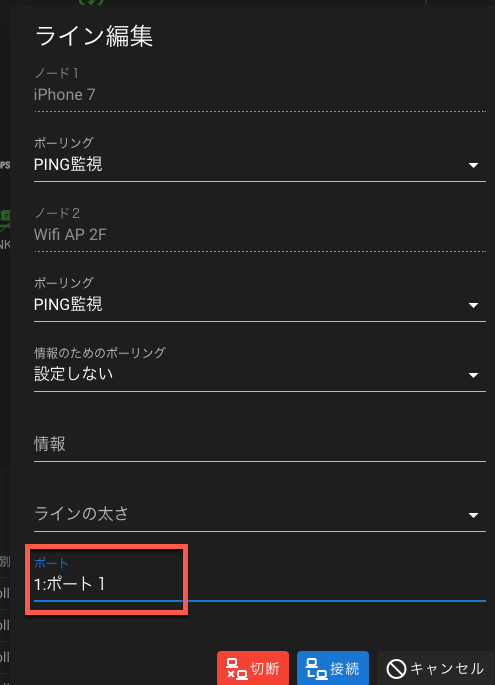 ライン編集
ノード１
iPhone 7
ポーリング
PING監視
ノード２
Wifi AP 2F
ポーリング
PING監視
情報のためのポーリング
設定しない
情報
ラインの太さ
ポート
1:ポート１
切断
接続
キャンセル